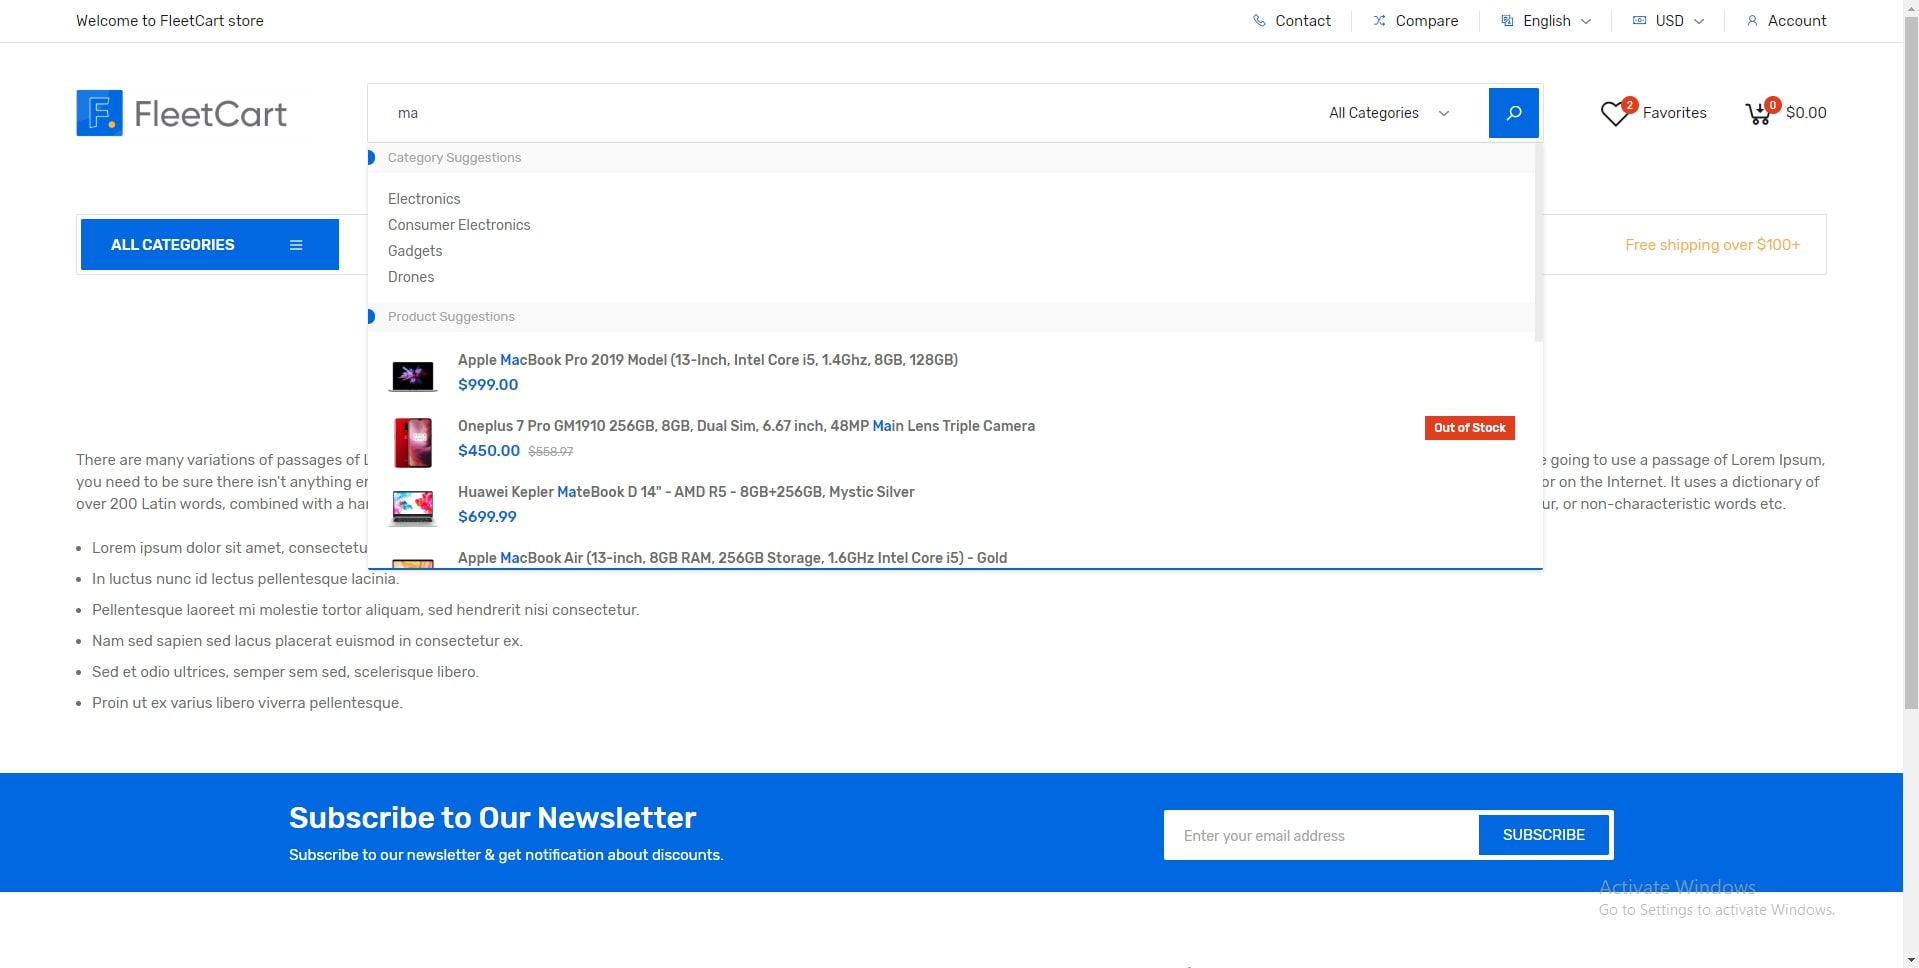 Welcome to FleetCart store
Contact
Compare
English
USD
Account
F.
FleetCart
ma
All Categories
2
Favorites
0
$0.00
Category Suggestions
Electronics
Consumer Electronics
Gadgets
Drones
ALL CATEGORIES
Free shipping over $100+
Product Suggestions
Apple MacBook Pro 2019 Model (13-Inch, Intel Core i5, 1.4Ghz, 8GB, 128GB)
$999.00
Oneplus 7 Pro GM1910 256GB, 8GB, Dual Sim, 6.67 inch, 48MP Main Lens Triple Camera
Out of Stock
$450.00 $558.97
Huawei Kepler MateBook D 14" - AMD R5 - 8GB+256GB, Mystic Silver
$699.99
Apple MacBook Air (13-inch, 8GB RAM, 256GB Storage, 1.6GHz Intel Core i5) - Gold
There are many variations of passages of
going to use a passage of Lorem Ipsum,
you need to be sure there isn't anything
or on the Internet. It uses a dictionary of
over 200 Latin words, combined with a
or non-characteristic words etc.
Lorem ipsum dolor sit amet,
In luctus nunc id lectus pellentesque lacinia.
Pellentesque laoreet mi molestie tortor aliquam, sed hendrerit nisi consectetur.
Nam sed sapien sed lacus placerat euismod in consectetur ex.
Sed et odio ultrices, semper sem sed, scelerisque libero.
Proin ut ex varius libero viverra pellentesque.
Subscribe to Our Newsletter
Subscribe to our newsletter & get notification about discounts.
Enter your email address
SUBSCRIBE
Activate Windows
Go to Settings to activate Windows.